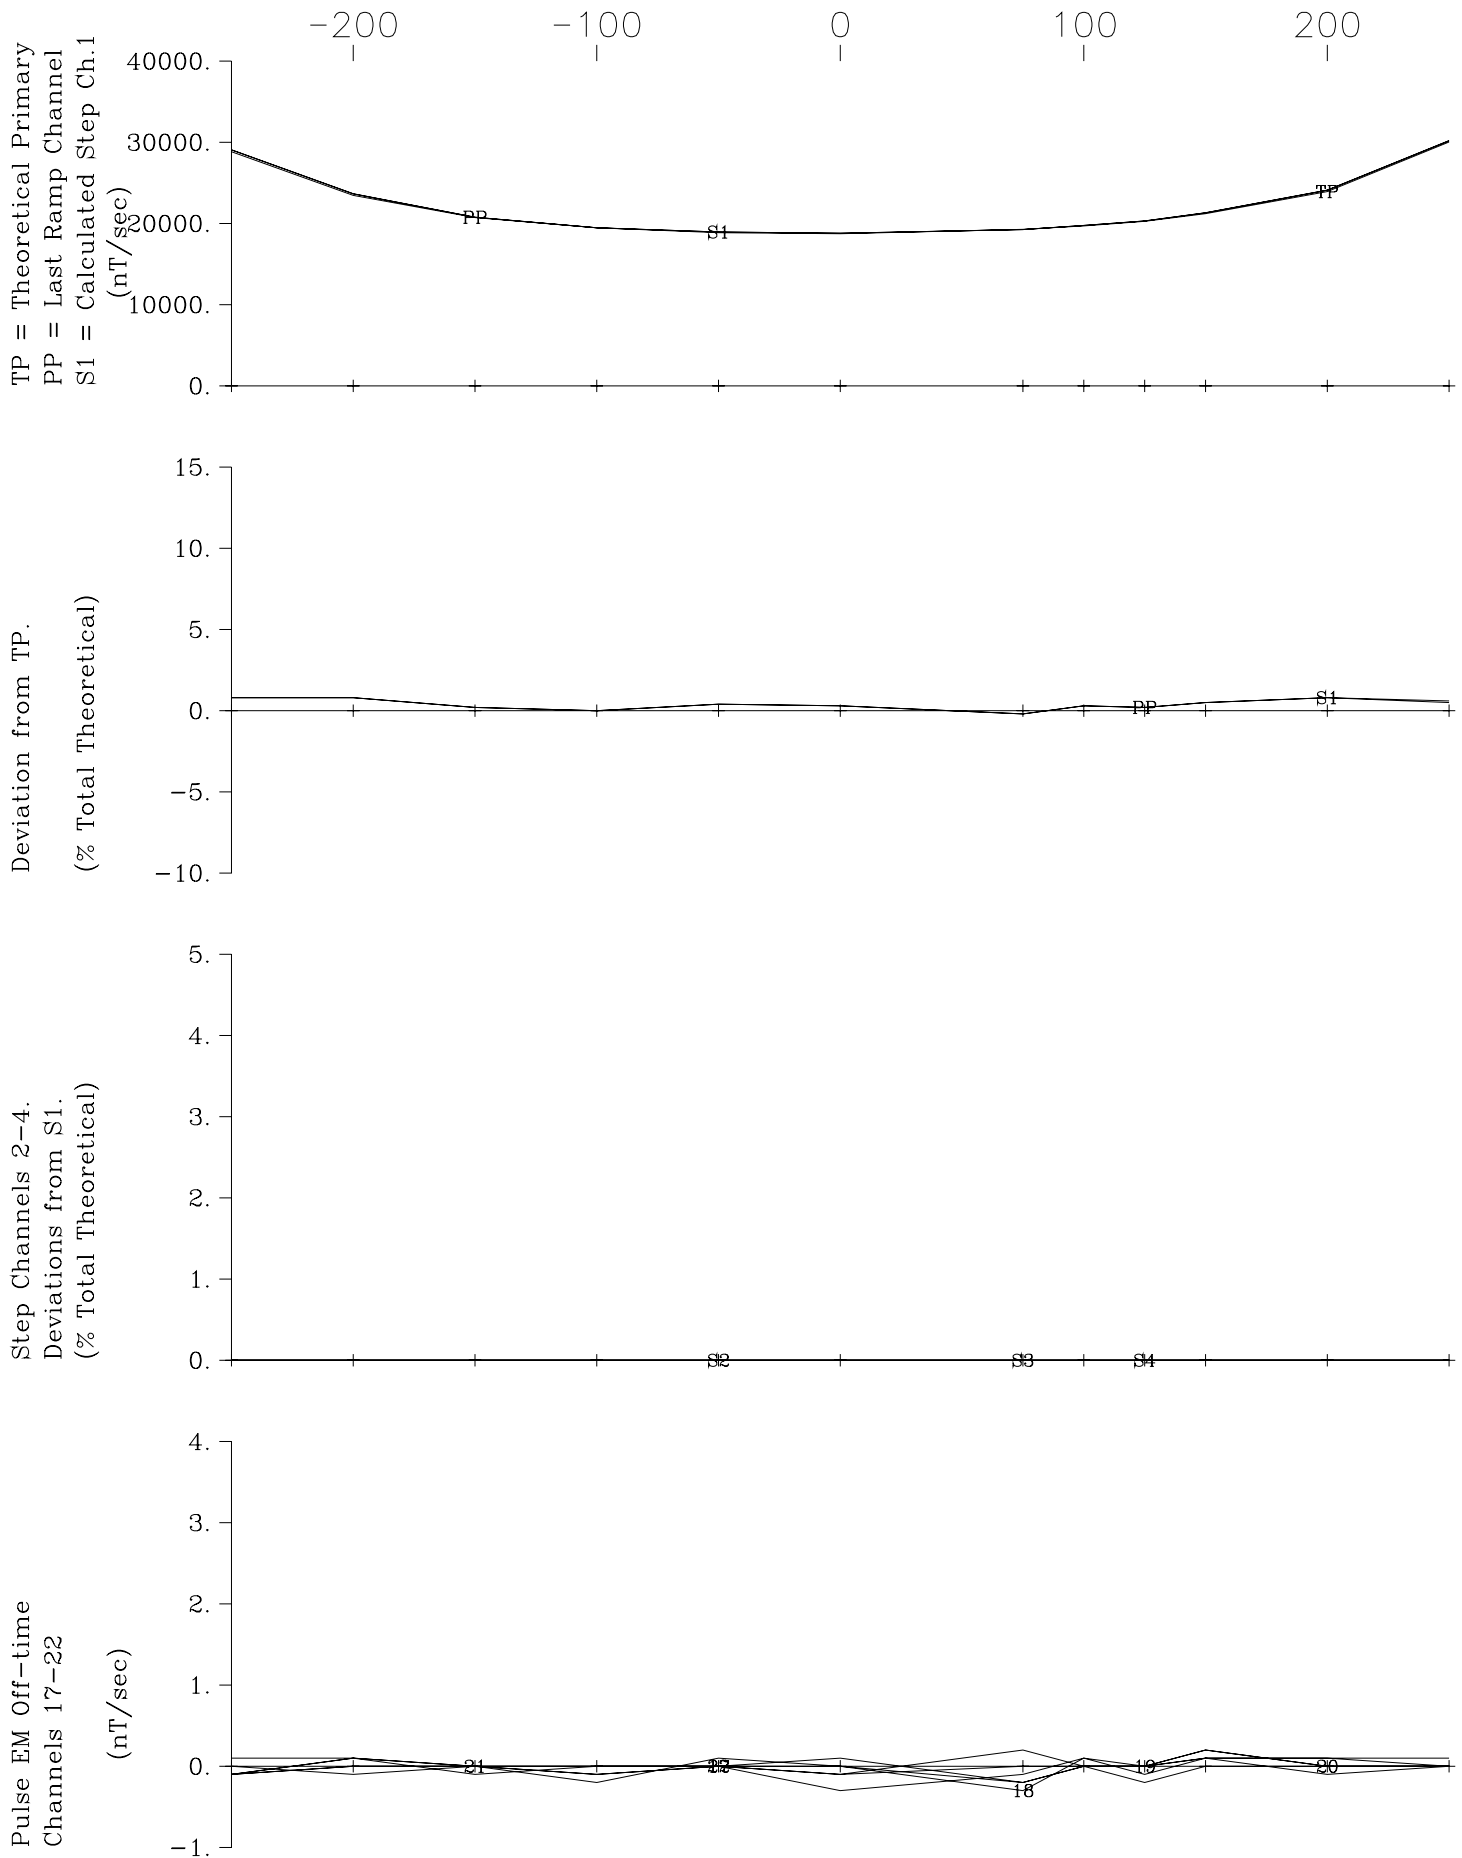 -200 -100 0 100 200
TP = Theoretical Primary
PP = Last Ramp Channel
S1 = Calculated Step Ch.1
(nT/sec)
40000.
30000.
20000.
10000.
0.
PP
S1
TP
Deviation from TP.
(% Total Theoretical)
15.
10.
5.
0.
-5.
-10.
PP
S1
Step Channels 2-4.
Deviations from S1.
(% Total Theoretical)
5.
4.
3.
2.
1.
0.
S2
S3
S4
Pulse EM Off-time
Channels 17-22
(nT/sec)
4.
3.
2.
1.
0.
-1.
21
18
19
20